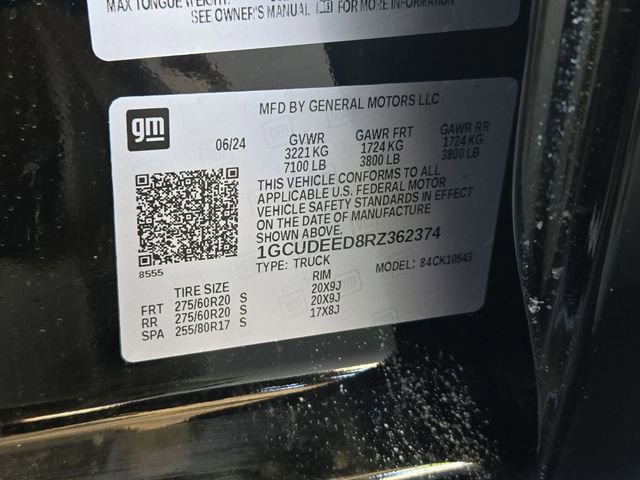 MAX TONGUE WEIGHT:
SEE OWNER'S MANUAL FOR MORE INFORMATION
gm
MFD BY GENERAL MOTORS LLC
06/24 GVWR GAWR FRT GAWR RR
3221 KG 1724 KG 1724 KG
7100 LB 3800 LB 3800 LB
THIS VEHICLE CONFORMS TO ALL
APPLICABLE U.S. FEDERAL MOTOR
VEHICLE SAFETY STANDARDS IN EFFECT
ON THE DATE OF MANUFACTURE
SHOWN ABOVE.
1GCUDEED8RZ362374
8555
TYPE: TRUCK MODEL: 84CK10543
TIRE SIZE RIM
FRT 275/60R20 S 20X9J
RR 275/60R20 S 20X9J
SPA 255/80R17 S 17X8J